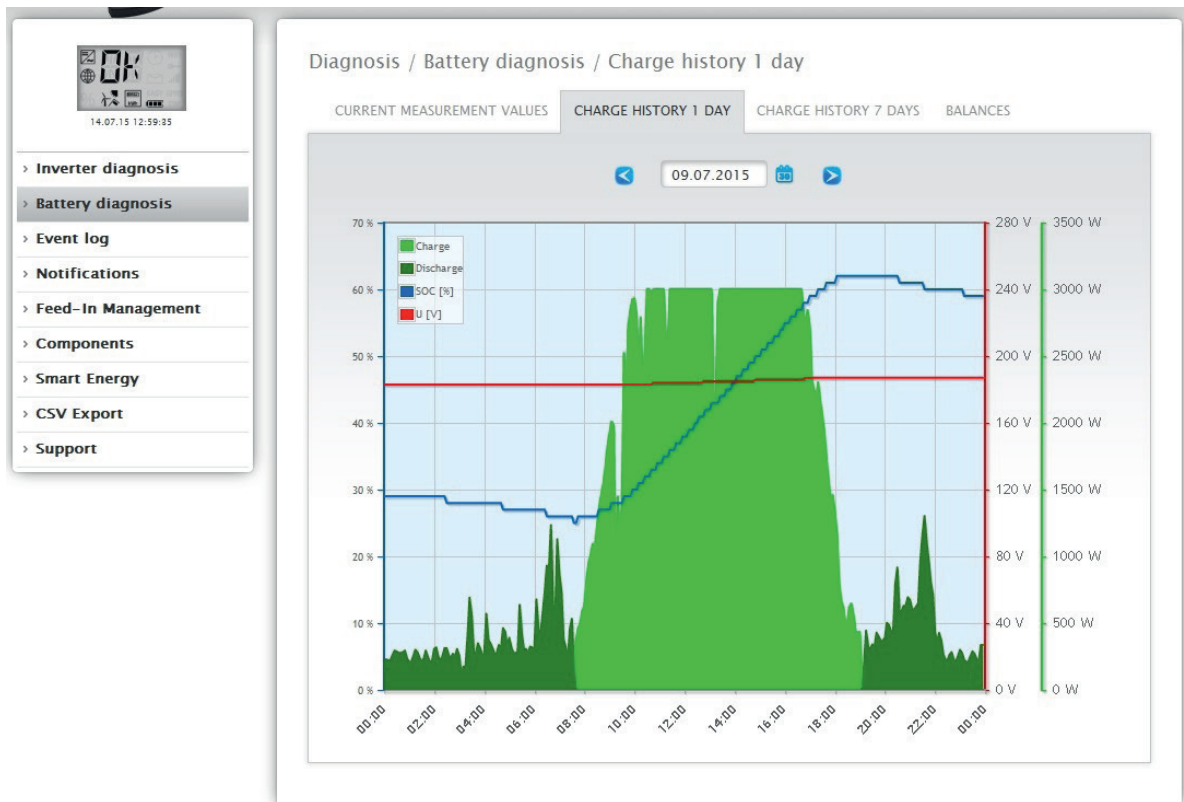 OK
14.07.15 12:59:35
› Inverter diagnosis
› Battery diagnosis
› Event log
› Notifications
› Feed-In Management
› Components
› Smart Energy
› CSV Export
› Support
Diagnosis / Battery diagnosis / Charge history 1 day
CURRENT MEASUREMENT VALUES CHARGE HISTORY 1 DAY CHARGE HISTORY 7 DAYS BALANCES
09.07.2015 30
70 % 280 V 3500 W
Charge
Discharge
60 % 240 V 3000 W
SOC [%]
U [V]
50 % 200 V 2500 W
40 % 160 V 2000 W
30 % 120 V 1500 W
20 % 80 V 1000 W
10 % 40 V 500 W
0 % 0 V 0 W
00:00 02:00 04:00 06:00 08:00 10:00 12:00 14:00 16:00 18:00 20:00 22:00 00:00